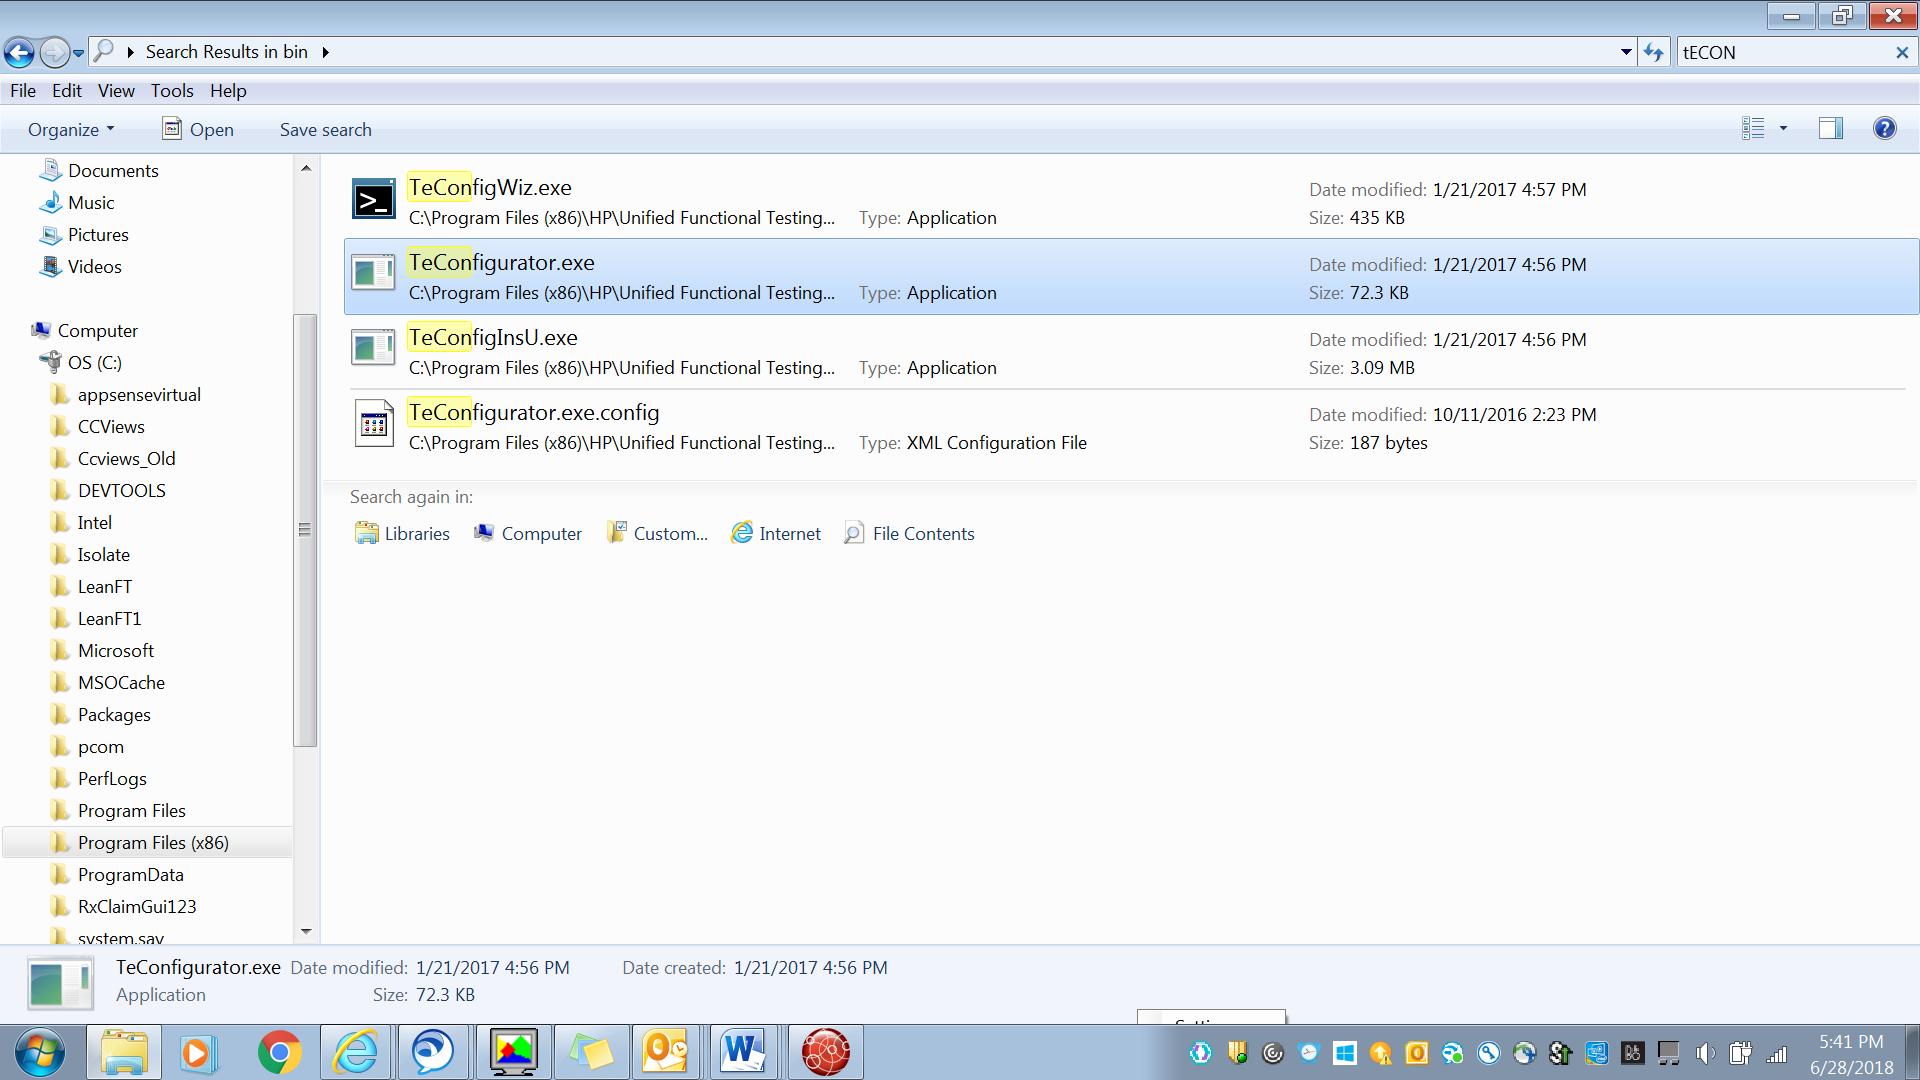 Search Results in bin
tECON
File Edit View Tools Help
Organize Open Save search
Documents
Music
Pictures
Videos
Computer
OS (C:)
appsensevirtual
CCViews
Ccviews_Old
DEVTOOLS
Intel
Isolate
LeanFT
LeanFT1
Microsoft
MSOCache
Packages
pcom
PerfLogs
Program Files
Program Files (x86)
ProgramData
RxClaimGui123
system.sav
TeConfigWiz.exe Date modified: 1/21/2017 4:57 PM
C:\Program Files (x86)\HP\Unified Functional Testing... Type: Application Size: 435 KB
TeConfigurator.exe Date modified: 1/21/2017 4:56 PM
C:\Program Files (x86)\HP\Unified Functional Testing... Type: Application Size: 72.3 KB
TeConfigInsU.exe Date modified: 1/21/2017 4:56 PM
C:\Program Files (x86)\HP\Unified Functional Testing... Type: Application Size: 3.09 MB
TeConfigurator.exe.config Date modified: 10/11/2016 2:23 PM
C:\Program Files (x86)\HP\Unified Functional Testing... Type: XML Configuration File Size: 187 bytes
Search again in:
Libraries Computer Custom... Internet File Contents
TeConfigurator.exe Date modified: 1/21/2017 4:56 PM Date created: 1/21/2017 4:56 PM
Application Size: 72.3 KB
5:41 PM
6/28/2018